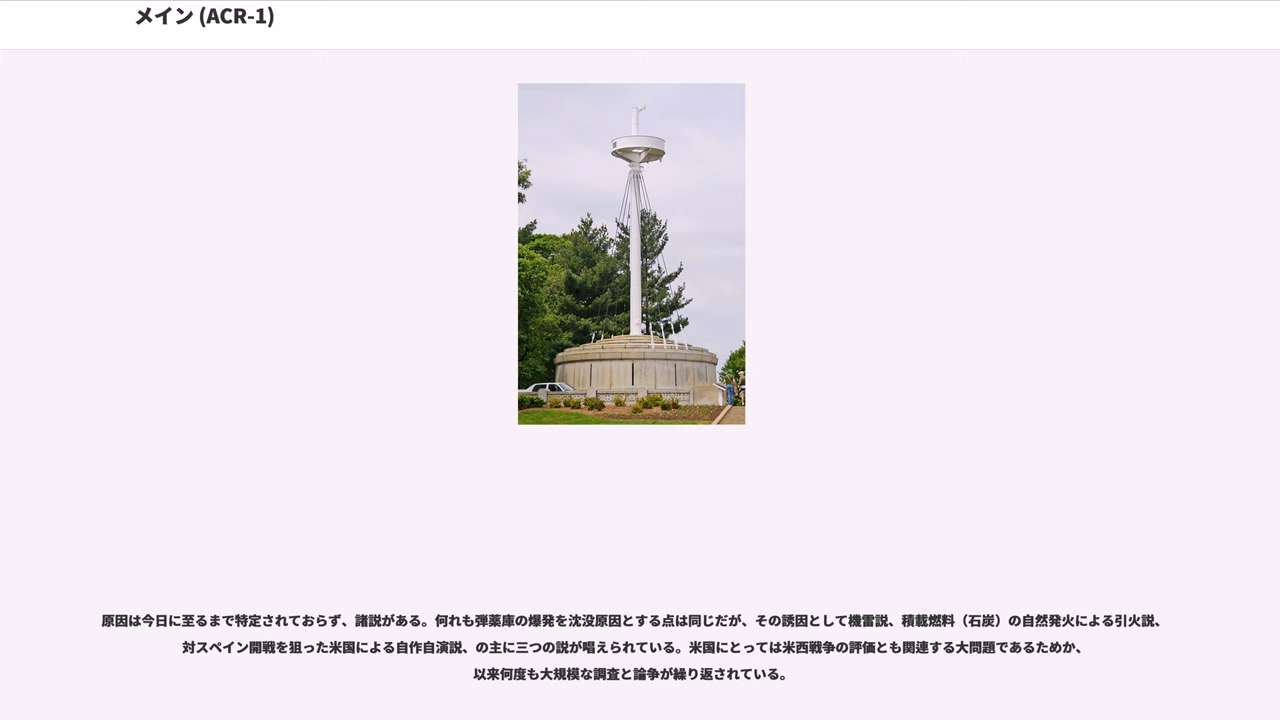 メイン (ACR-1)
原因は今日に至るまで特定されておらず、諸説がある。何れも弾薬庫の爆発を沈没原因とする点は同じだが、その誘因として機雷説、積載燃料（石炭）の自然発火による引火説、
対スペイン開戦を狙った米国による自作自演説、の主に三つの説が唱えられている。米国にとっては米西戦争の評価とも関連する大問題であるためか、
以来何度も大規模な調査と論争が繰り返されている。